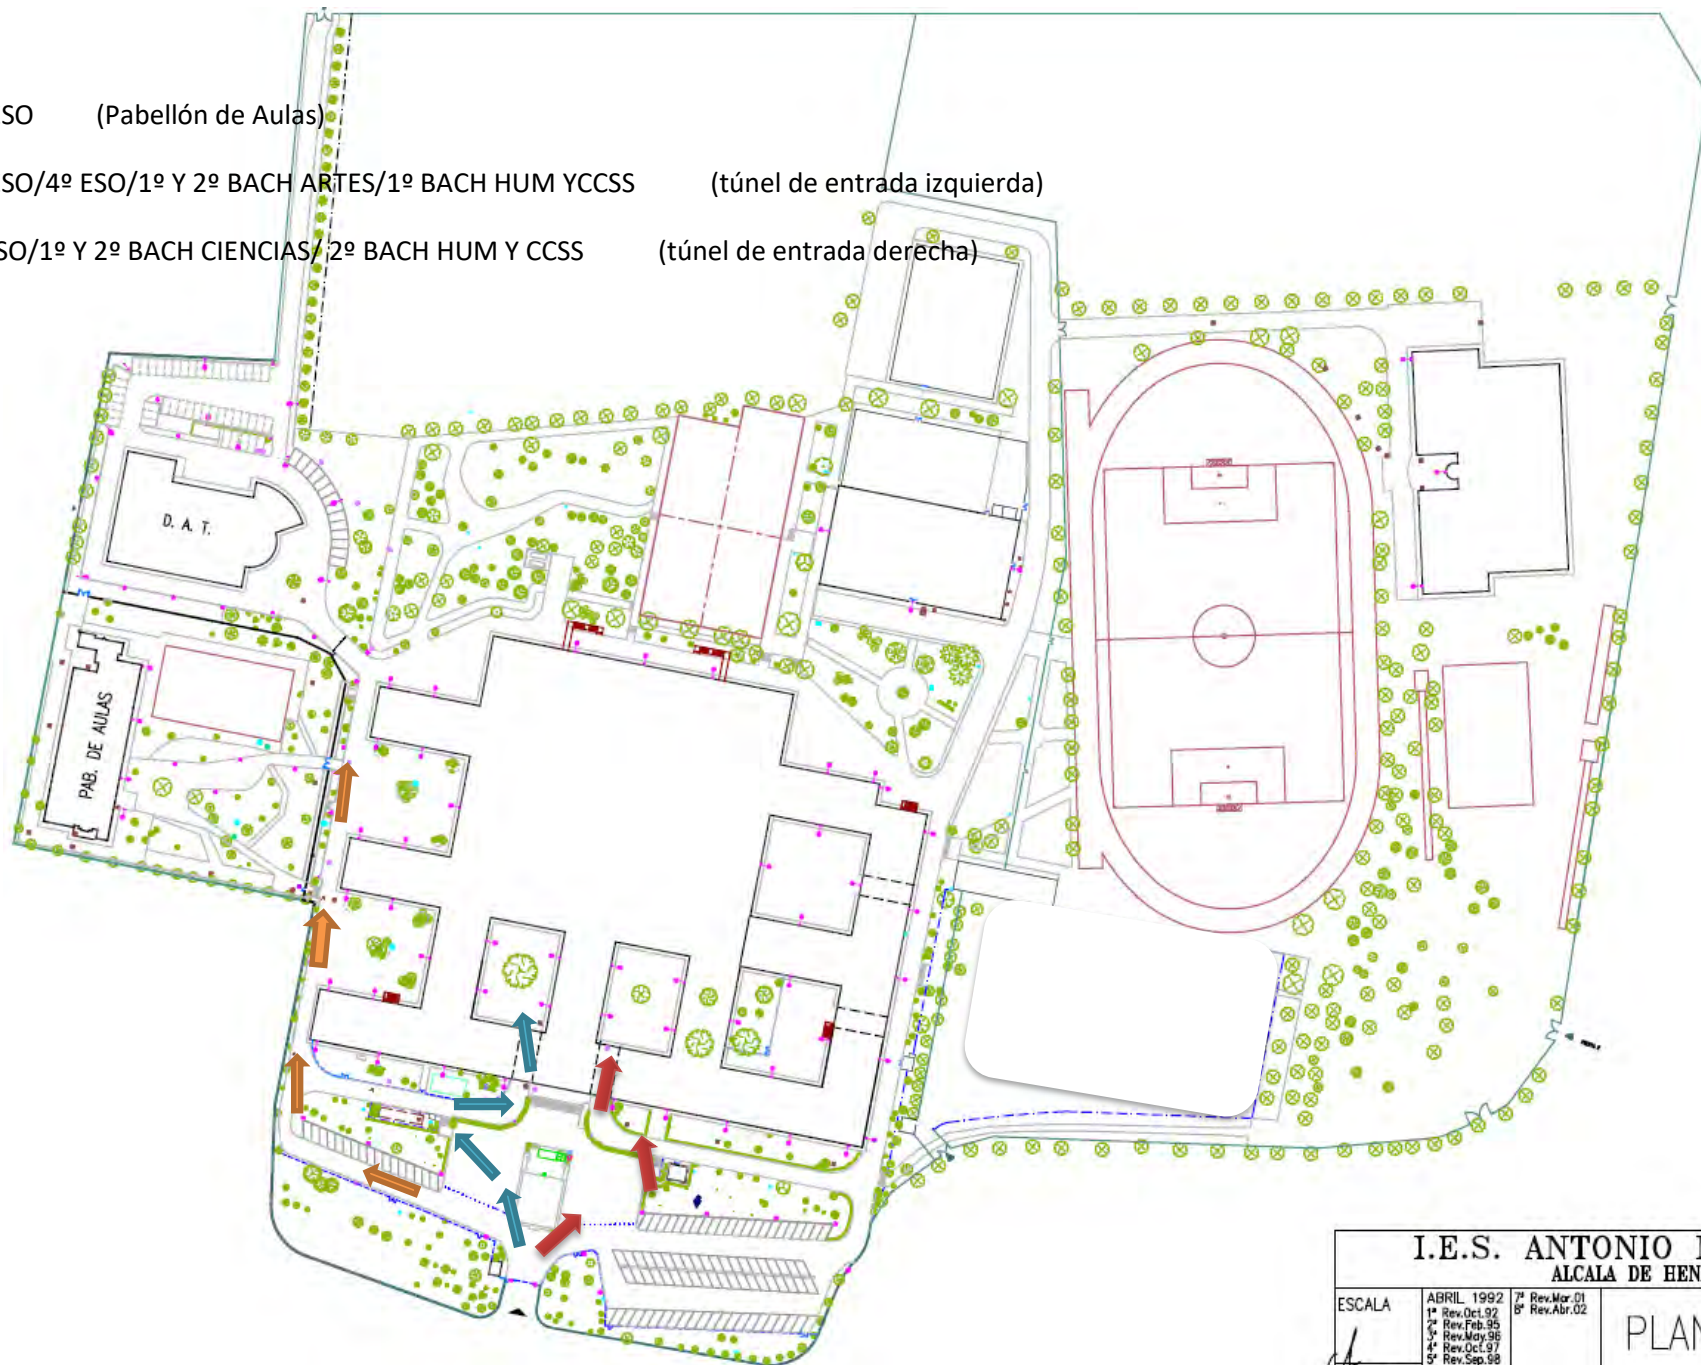 SO (Pabellón de Aulas)
SO/4º ESO/1º Y 2º BACH ARTES/1º BACH HUM YCCSS (túnel de entrada izquierda)
SO/1º Y 2º BACH CIENCIAS/ 2º BACH HUM Y CCSS (túnel de entrada derecha)
D. A. T.
PAB. DE AULAS
I.E.S. ANTONIO
ALCALA DE HEN
ESCALA
ABRIL 1992
1ª Rev.Oct.92
2ª Rev.Feb.95
3ª Rev.May.96
4ª Rev.Oct.97
5ª Rev.Sep.98
7ª Rev.Mar.01
8ª Rev.Abr.02
PLAN